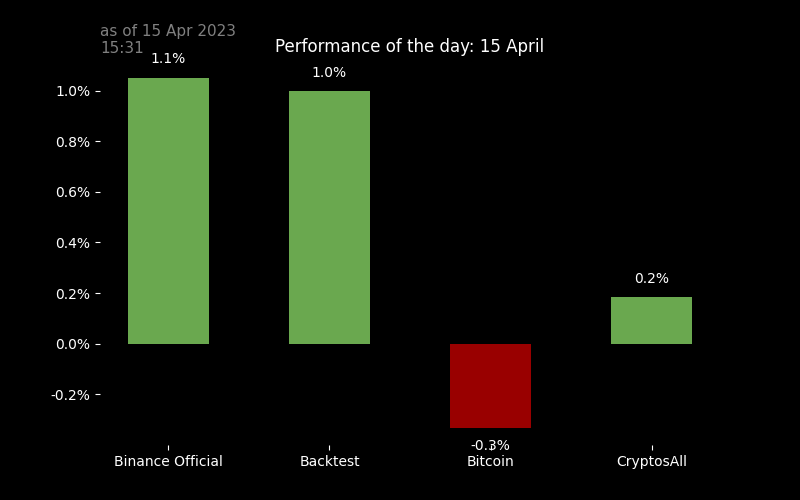 as of 15 Apr 2023
15:31
Performance of the day: 15 April
1.1%
1.0%
1.0%
0.8%
0.6%
0.4%
0.2%
0.2%
0.0%
-0.2%
-0.3%
Binance Official
Backtest
Bitcoin
CryptosAll